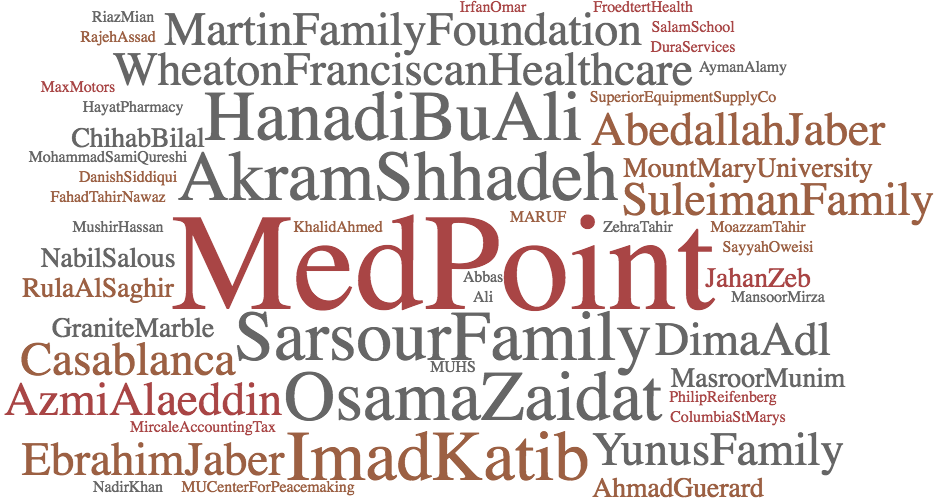 IrfanOmar
FroedtertHealth
RiazMian
MartinFamilyFoundation
SalamSchool
RajehAssad
DuraServices
WheatonFranciscanHealthcare
AymanAlamy
MaxMotors
SuperiorEquipmentSupplyCo
HayatPharmacy
HanadiBuAli
AbedallahJaber
ChihabBilal
MohammadSamiQureshi
AkramShhadeh
MountMaryUniversity
DanishSiddiqui
FahadTahirNawaz
SuleimanFamily
MARUF
MushirHassan
KhalidAhmed
ZehraTahir
MoazzamTahir
SayyahOweisi
MedPoint
NabilSalous
Abbas
Ali
JahanZeb
RulaAlSaghir
MansoorMirza
GraniteMarble
SarsourFamily
DimaAdl
Casablanca
MUHS
MasroorMunim
AzmiAlaeddin
OsamaZaidat
PhilipReifenberg
ColumbiaStMarys
MircaleAccountingTax
EbrahimJaber
ImadKatib
YunusFamily
NadirKhan
MUCenterForPeacemaking
AhmadGuerard